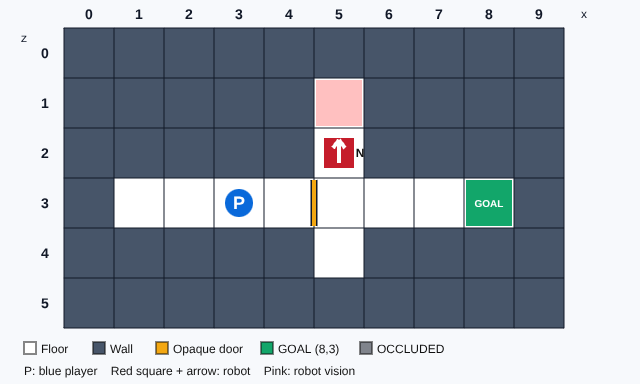 0 1 2 3 4 5 6 7 8 9 x
z
0
1
2 N
3 P GOAL
4
5
Floor Wall Opaque door GOAL (8,3) OCCLUDED
P: blue player Red square + arrow: robot Pink: robot vision